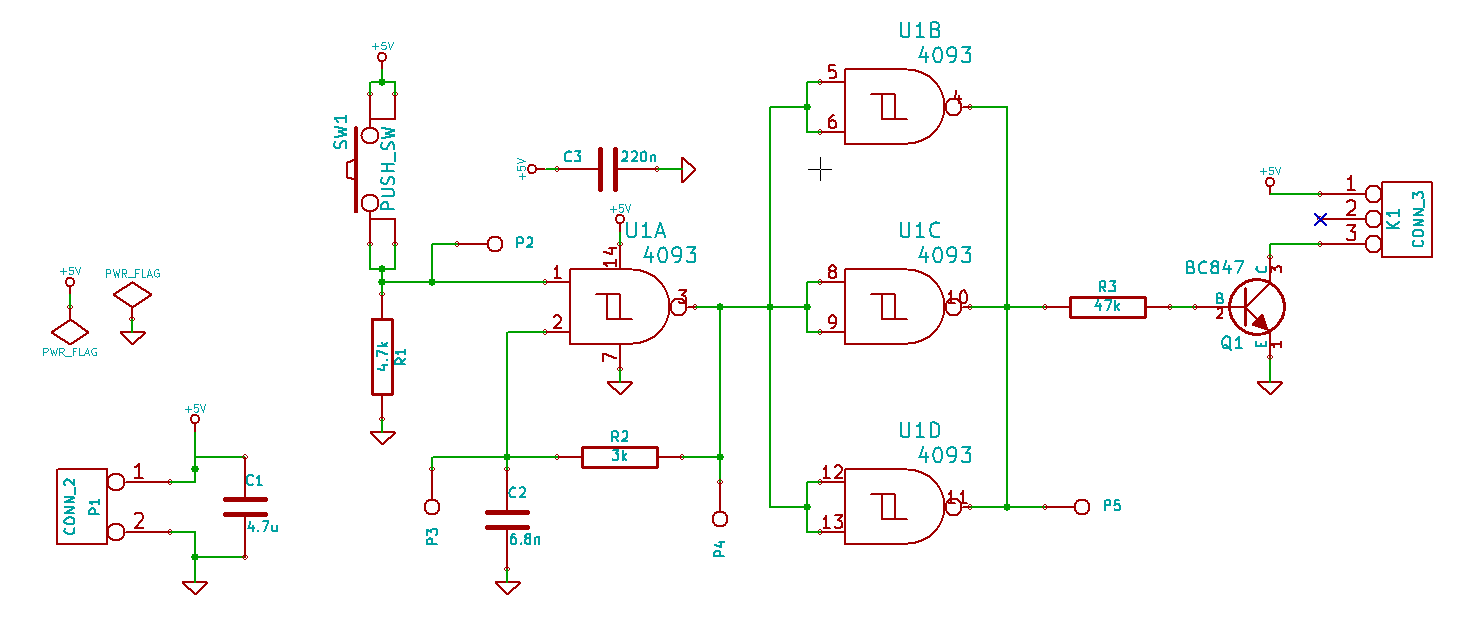 U1B
4093
5
6
4
+5V
SW1
PUSH_SW
+5V
C3
220n
+5V
U1A
4093
14
1
2
3
7
P2
U1C
4093
8
9
10
+5V
1
2
3
K1
CONN_3
BC847
C
3
B
2
E
1
Q1
R3
47k
+5V
PWR_FLAG
PWR_FLAG
4.7k
R1
+5V
CONN_2
P1
1
2
C1
4.7u
R2
3k
C2
6.8n
P3
P4
U1D
4093
12
13
11
P5